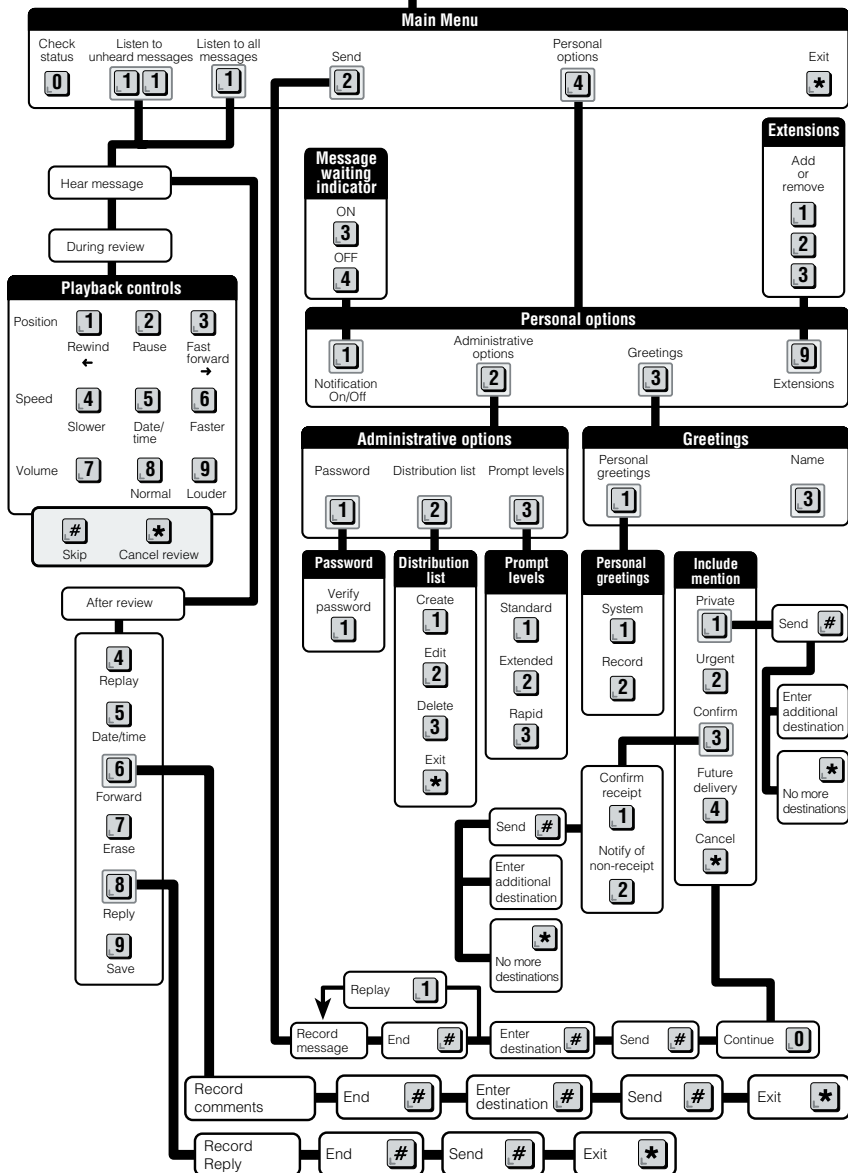 Main Menu
Check
status
0
Listen to
unheard messages
1 1
Listen to all
messages
1
Send
2
Personal
options
4
Exit
*
Hear message
During review
Playback controls
Position
1
2
3
Rewind
Pause
Fast
forward
←
→
Speed
4
5
6
Slower
Date/
time
Faster
Volume
7
8
9
Normal
Louder
#
*
Skip
Cancel review
After review
4
Replay
5
Date/time
6
Forward
7
Erase
8
Reply
9
Save
Message
waiting
indicator
ON
3
OFF
4
Extensions
Add
or
remove
1
2
3
Personal options
1
Notification
On/Off
Administrative
options
2
Greetings
3
9
Extensions
Administrative options
Password
1
Distribution list
2
Prompt levels
3
Greetings
Personal
greetings
1
Name
3
Password
Verify
password
1
Distribution
list
Create
1
Edit
2
Delete
3
Exit
*
Prompt
levels
Standard
1
Extended
2
Rapid
3
Personal
greetings
System
1
Record
2
Include
mention
Private
1
Urgent
2
Confirm
3
Future
delivery
4
Cancel
*
Send #
Enter
additional
destination
*
No more
destinations
Confirm
receipt
1
Notify of
non-receipt
2
Send #
Enter
additional
destination
*
No more
destinations
Replay 1
Record
message
End #
Enter
destination #
Send #
Continue 0
Record
comments
End #
Enter
destination #
Send #
Exit *
Record
Reply
End #
Send #
Exit *